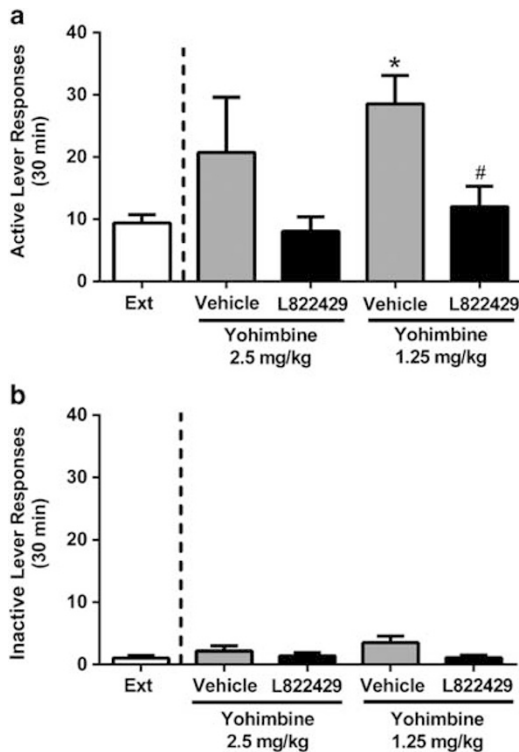 a
Active Lever Responses
(30 min)
40
30
20
10
0
*
#
Ext
Vehicle
L822429
Vehicle
L822429
Yohimbine
2.5 mg/kg
Yohimbine
1.25 mg/kg
b
Inactive Lever Responses
(30 min)
40
30
20
10
0
Ext
Vehicle
L822429
Vehicle
L822429
Yohimbine
2.5 mg/kg
Yohimbine
1.25 mg/kg